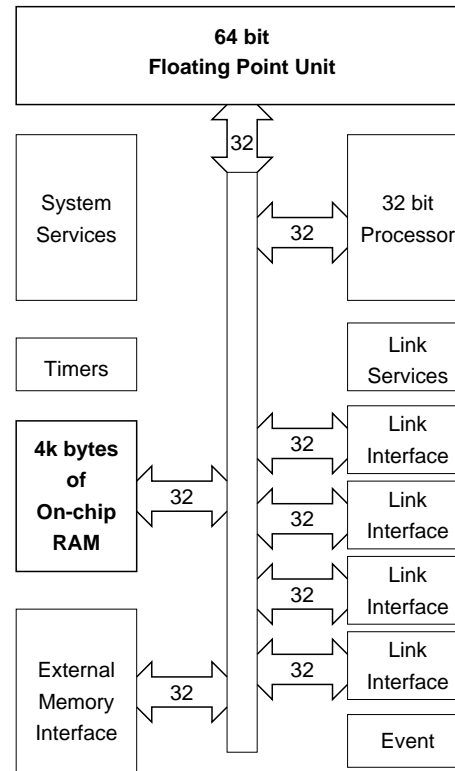 64 bit
Floating Point Unit
32
System
Services
32 bit
Processor
32
Timers
Link
Services
4k bytes
of
On-chip
RAM
32
Link
Interface
32
Link
Interface
32
Link
Interface
32
Link
Interface
32
External
Memory
Interface
32
Event